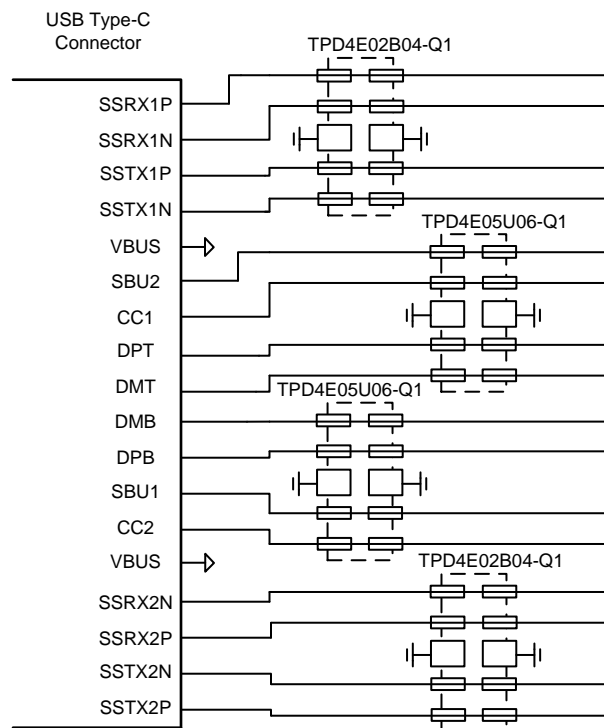 USB Type-C
Connector
TPD4E02B04-Q1
SSRX1P
SSRX1N
SSTX1P
SSTX1N
TPD4E05U06-Q1
VBUS
SBU2
CC1
DPT
DMT
TPD4E05U06-Q1
DMB
DPB
SBU1
CC2
VBUS
TPD4E02B04-Q1
SSRX2N
SSRX2P
SSTX2N
SSTX2P